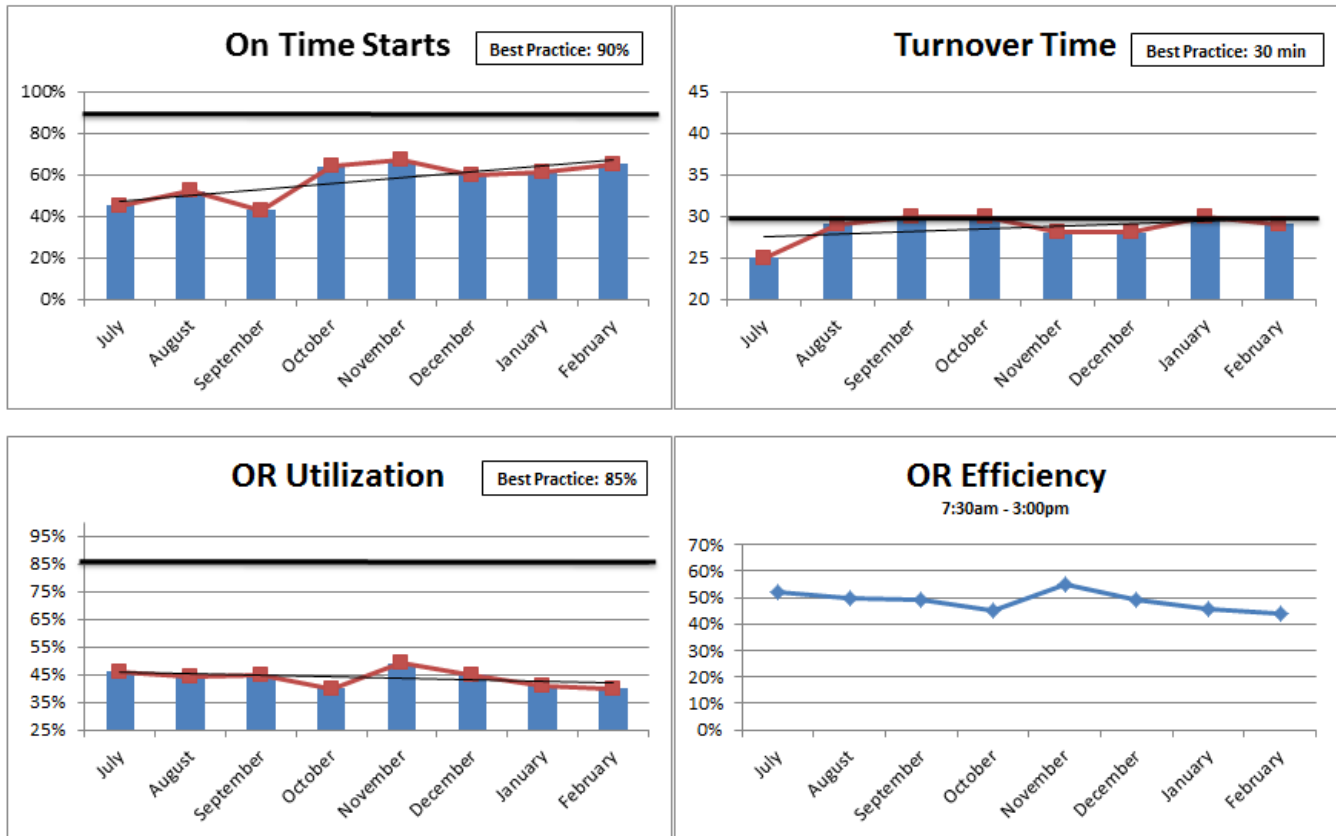 On Time Starts
Best Practice: 90%
100%
80%
60%
40%
20%
0%
July
August
September
October
November
December
January
February
Turnover Time
Best Practice: 30 min
45
40
35
30
25
20
July
August
September
October
November
December
January
February
OR Utilization
Best Practice: 85%
95%
85%
75%
65%
55%
45%
35%
25%
July
August
September
October
November
December
January
February
OR Efficiency
7:30am - 3:00pm
70%
60%
50%
40%
30%
20%
10%
0%
July
August
September
October
November
December
January
February